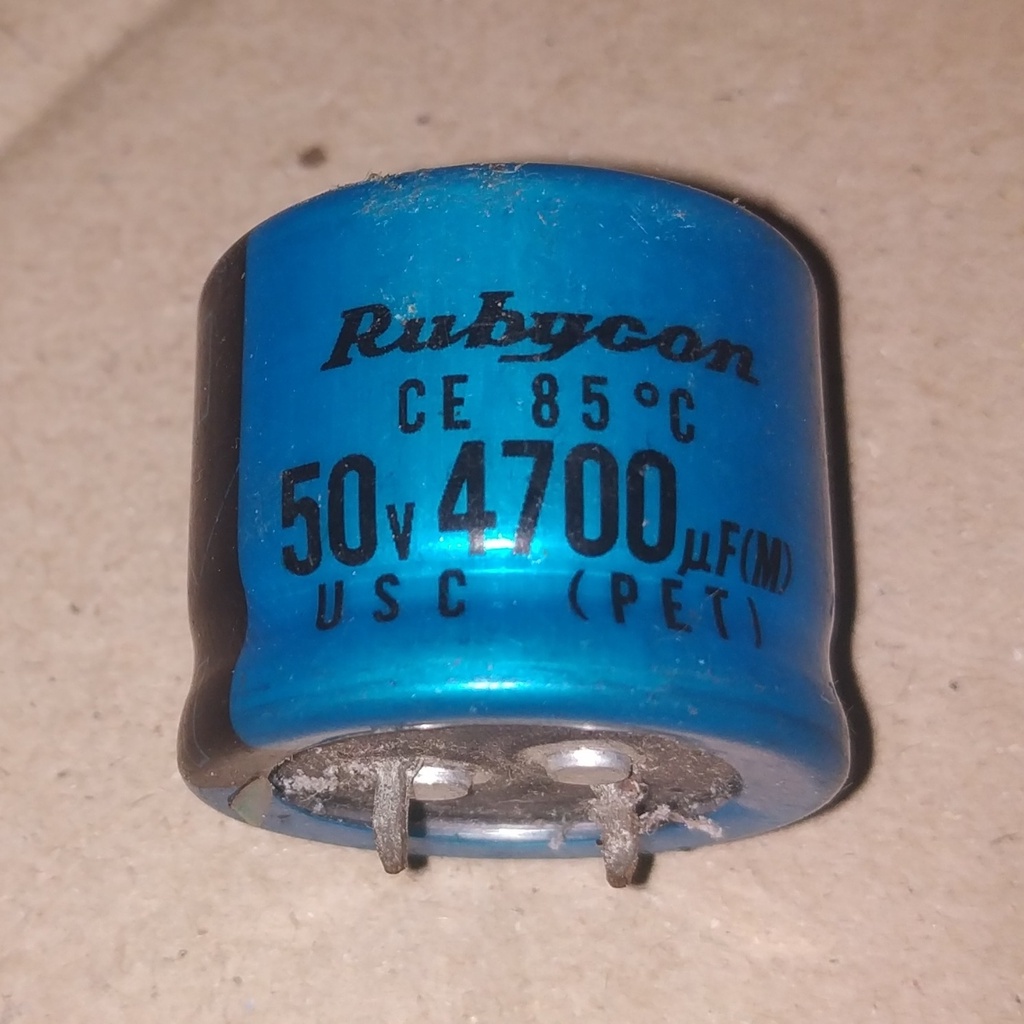 Rubycon
CE 85°C
50V 4700µF(M)
USC (PET)